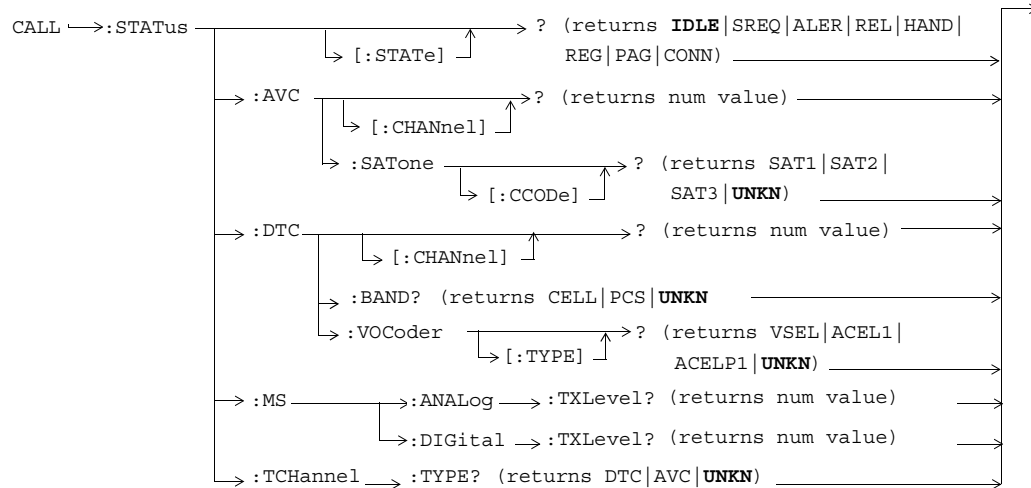 CALL :STATus ? (returns IDLE|SREQ|ALER|REL|HAND|
[:STATe] REG|PAG|CONN)
:AVC ? (returns num value)
[:CHANnel]
:SATone ? (returns SAT1|SAT2|
[:CCODe] SAT3|UNKN)
:DTC ? (returns num value)
[:CHANnel]
:BAND? (returns CELL|PCS|UNKN
:VOCoder ? (returns VSEL|ACEL1|
[:TYPE] ACELP1|UNKN)
:MS :ANALog :TXLevel? (returns num value)
:DIGital :TXLevel? (returns num value)
:TCHannel :TYPE? (returns DTC|AVC|UNKN)